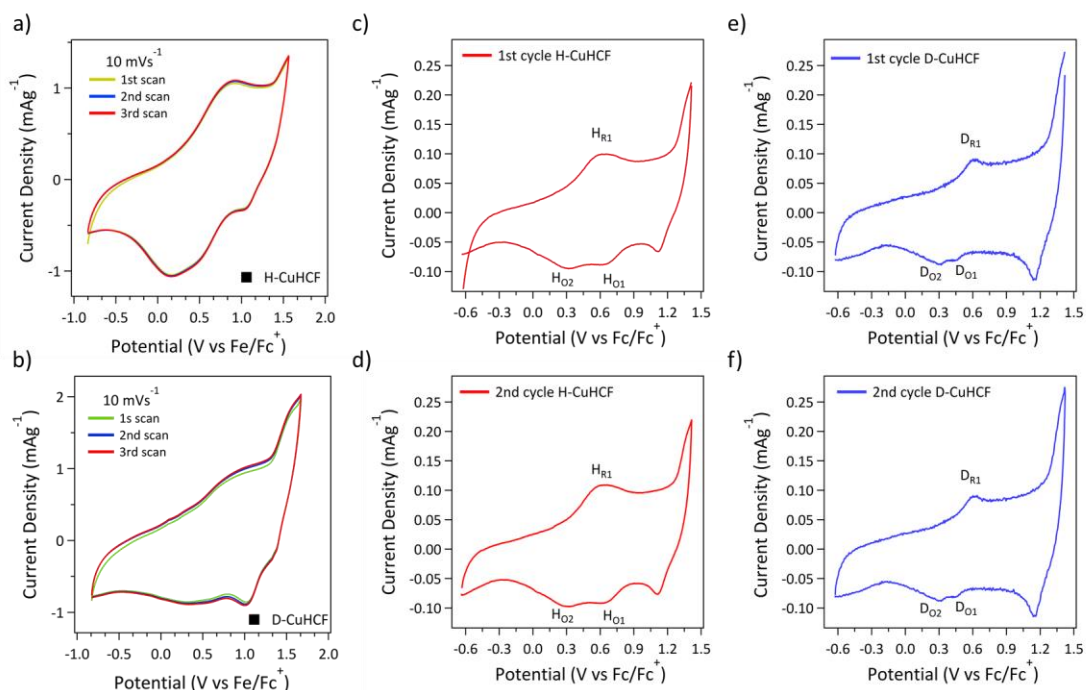 a)
10 mVs⁻¹
1st scan
2nd scan
3rd scan
H-CuHCF
Current Density (mAg⁻¹)
1
0
-1
-1.0 -0.5 0.0 0.5 1.0 1.5 2.0
Potential (V vs Fe/Fc⁺)
b)
10 mVs⁻¹
1s scan
2nd scan
3rd scan
D-CuHCF
Current Density (mAg⁻¹)
2
1
0
-1
-1.0 -0.5 0.0 0.5 1.0 1.5 2.0
Potential (V vs Fe/Fc⁺)
c)
1st cycle H-CuHCF
H_R1
H_O2
H_O1
Current Density (mAg⁻¹)
0.25
0.20
0.15
0.10
0.05
0.00
-0.05
-0.10
-0.6 -0.3 0.0 0.3 0.6 0.9 1.2 1.5
Potential (V vs Fc/Fc⁺)
d)
2nd cycle H-CuHCF
H_R1
H_O2
H_O1
Current Density (mAg⁻¹)
0.25
0.20
0.15
0.10
0.05
0.00
-0.05
-0.10
-0.6 -0.3 0.0 0.3 0.6 0.9 1.2 1.5
Potential (V vs Fc/Fc⁺)
e)
1st cycle D-CuHCF
D_R1
D_O2
D_O1
Current Density (mAg⁻¹)
0.25
0.20
0.15
0.10
0.05
0.00
-0.05
-0.10
-0.6 -0.3 0.0 0.3 0.6 0.9 1.2 1.5
Potential (V vs Fc/Fc⁺)
f)
2nd cycle D-CuHCF
D_R1
D_O2
D_O1
Current Density (mAg⁻¹)
0.25
0.20
0.15
0.10
0.05
0.00
-0.05
-0.10
-0.6 -0.3 0.0 0.3 0.6 0.9 1.2 1.5
Potential (V vs Fc/Fc⁺)